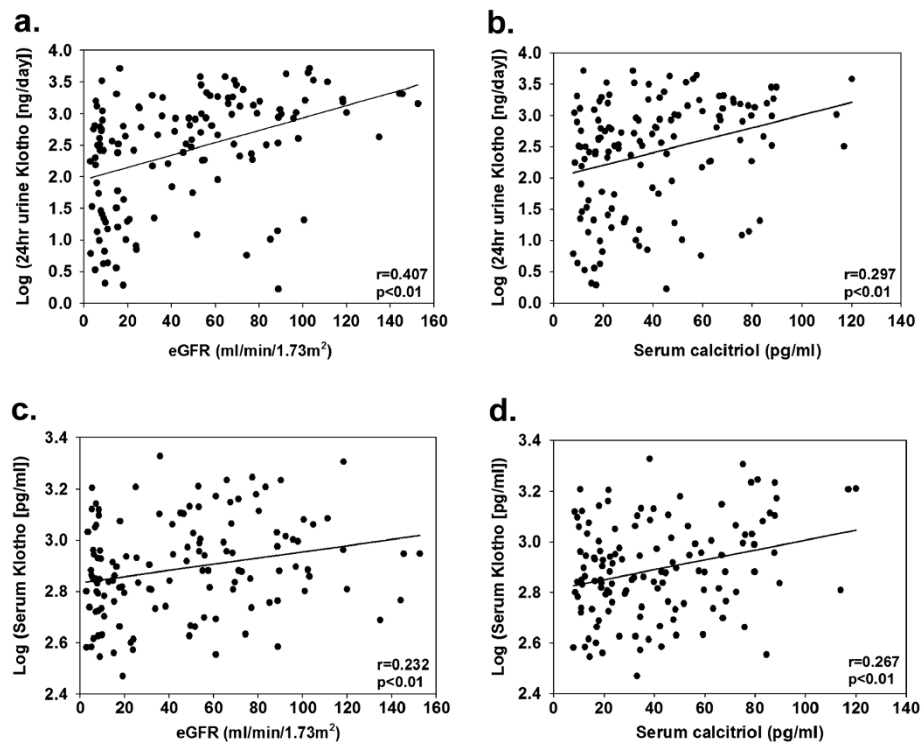 a.
Log (24hr urine Klotho [ng/day])
4.0
3.5
3.0
2.5
2.0
1.5
1.0
0.5
0.0
r=0.407
p<0.01
0 20 40 60 80 100 120 140 160
eGFR (ml/min/1.73m²)
b.
Log (24hr urine Klotho [ng/day])
4.0
3.5
3.0
2.5
2.0
1.5
1.0
0.5
0.0
r=0.297
p<0.01
0 20 40 60 80 100 120 140
Serum calcitriol (pg/ml)
c.
Log (Serum Klotho [pg/ml])
3.4
3.2
3.0
2.8
2.6
2.4
r=0.232
p<0.01
0 20 40 60 80 100 120 140 160
eGFR (ml/min/1.73m²)
d.
Log (Serum Klotho [pg/ml])
3.4
3.2
3.0
2.8
2.6
2.4
r=0.267
p<0.01
0 20 40 60 80 100 120 140
Serum calcitriol (pg/ml)